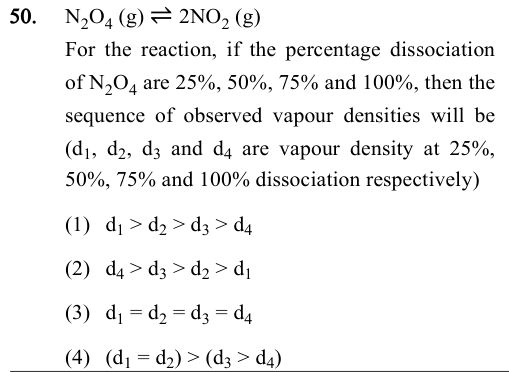 50. N₂O₄ (g) ⇌ 2NO₂ (g)
For the reaction, if the percentage dissociation
of N₂O₄ are 25%, 50%, 75% and 100%, then the
sequence of observed vapour densities will be
(d₁, d₂, d₃ and d₄ are vapour density at 25%,
50%, 75% and 100% dissociation respectively)
(1) d₁ > d₂ > d₃ > d₄
(2) d₄ > d₃ > d₂ > d₁
(3) d₁ = d₂ = d₃ = d₄
(4) (d₁ = d₂) > (d₃ > d₄)